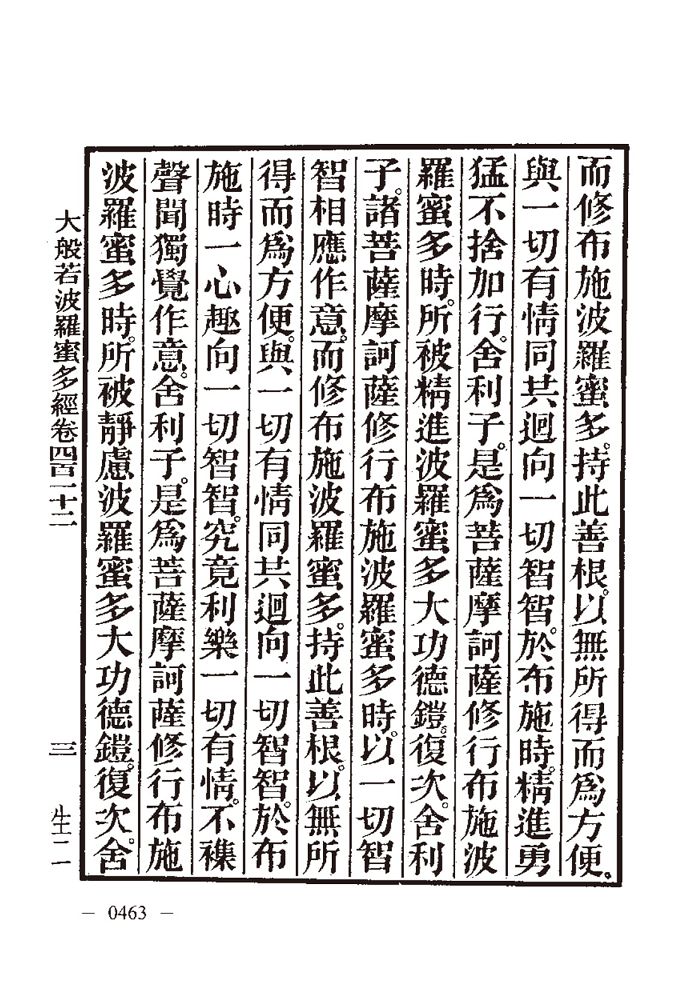 而修布施波羅蜜多。持此善根。以無所得而爲方便。
與一切有情同共迴向一切智智。於布施時。精進勇
猛不捨加行。舍利子。是爲菩薩摩訶薩修行布施波
羅蜜多時。所被精進波羅蜜多大功德鎧。復次。舍利
子。諸菩薩摩訶薩修行布施波羅蜜多時。以一切智
智相應作意。而修布施波羅蜜多。持此善根。以無所
得而爲方便。與一切有情同共迴向一切智智。於布
施時一心趣向一切智智。究竟利樂一切有情。不襍
聲聞獨覺作意。舍利子。是爲菩薩摩訶薩修行布施
波羅蜜多時。所被靜慮波羅蜜多大功德鎧。復次。舍
大般若波羅蜜多經卷四百一十二 三 生二
— 0463 —